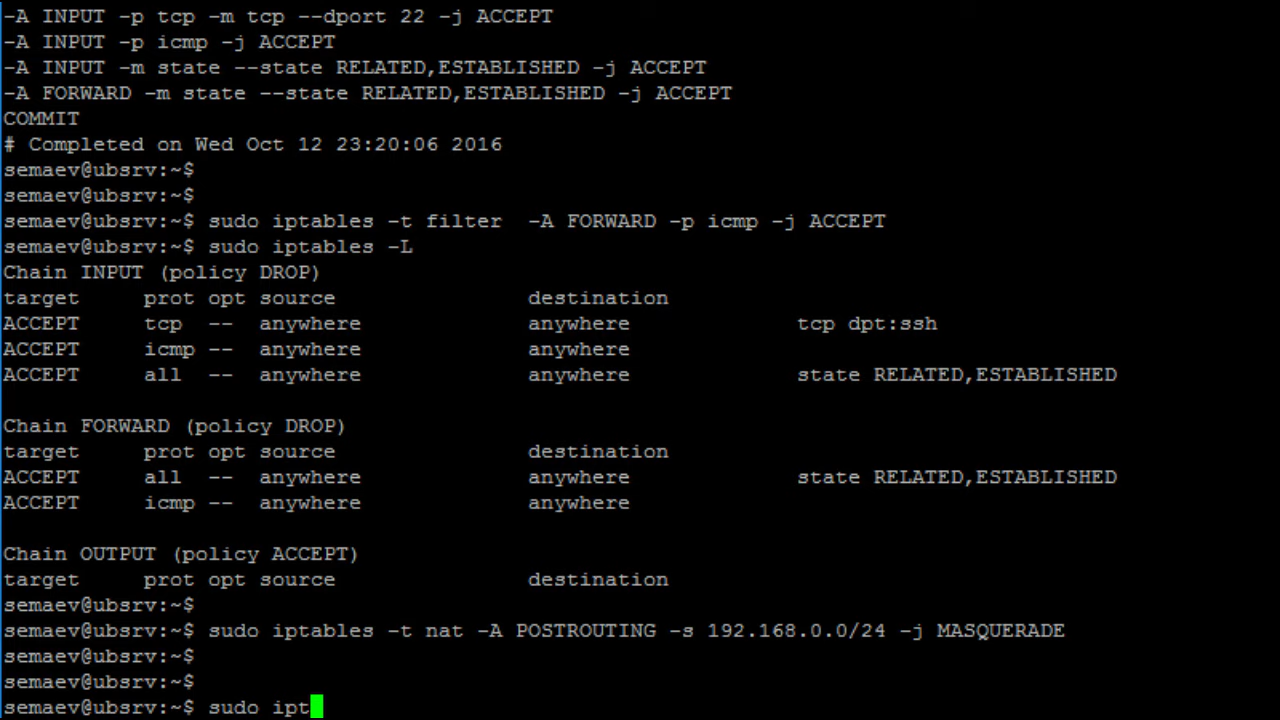 -A INPUT -p tcp -m tcp --dport 22 -j ACCEPT
-A INPUT -p icmp -j ACCEPT
-A INPUT -m state --state RELATED,ESTABLISHED -j ACCEPT
-A FORWARD -m state --state RELATED,ESTABLISHED -j ACCEPT
COMMIT
# Completed on Wed Oct 12 23:20:06 2016
semaev@ubsrv:~$
semaev@ubsrv:~$
semaev@ubsrv:~$ sudo iptables -t filter  -A FORWARD -p icmp -j ACCEPT
semaev@ubsrv:~$ sudo iptables -L
Chain INPUT (policy DROP)
target     prot opt source               destination
ACCEPT     tcp  --  anywhere             anywhere             tcp dpt:ssh
ACCEPT     icmp --  anywhere             anywhere
ACCEPT     all  --  anywhere             anywhere             state RELATED,ESTABLISHED
Chain FORWARD (policy DROP)
target     prot opt source               destination
ACCEPT     all  --  anywhere             anywhere             state RELATED,ESTABLISHED
ACCEPT     icmp --  anywhere             anywhere
Chain OUTPUT (policy ACCEPT)
target     prot opt source               destination
semaev@ubsrv:~$
semaev@ubsrv:~$ sudo iptables -t nat -A POSTROUTING -s 192.168.0.0/24 -j MASQUERADE
semaev@ubsrv:~$
semaev@ubsrv:~$
semaev@ubsrv:~$ sudo ipt